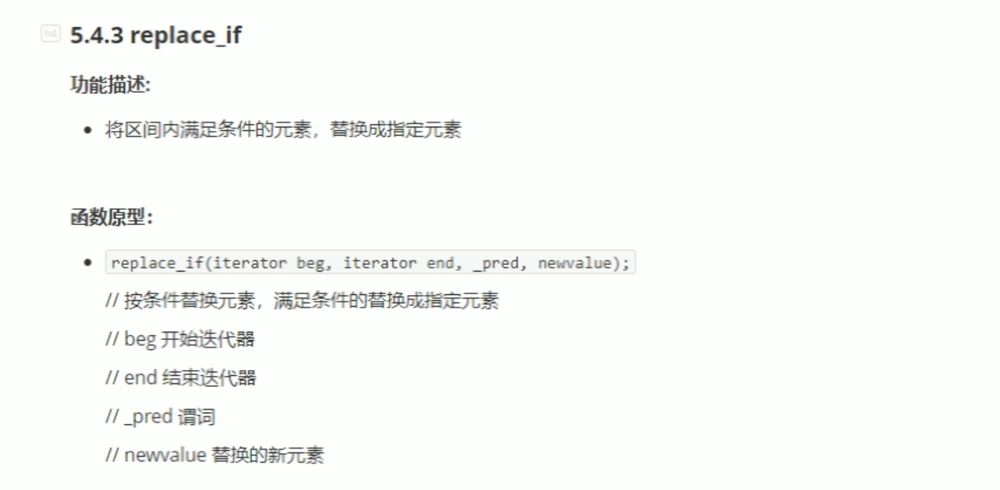 h4
5.4.3 replace_if
功能描述:
将区间内满足条件的元素，替换成指定元素
函数原型：
replace_if(iterator beg, iterator end, _pred, newvalue);
// 按条件替换元素，满足条件的替换成指定元素
// beg 开始迭代器
// end 结束迭代器
// _pred 谓词
// newvalue 替换的新元素